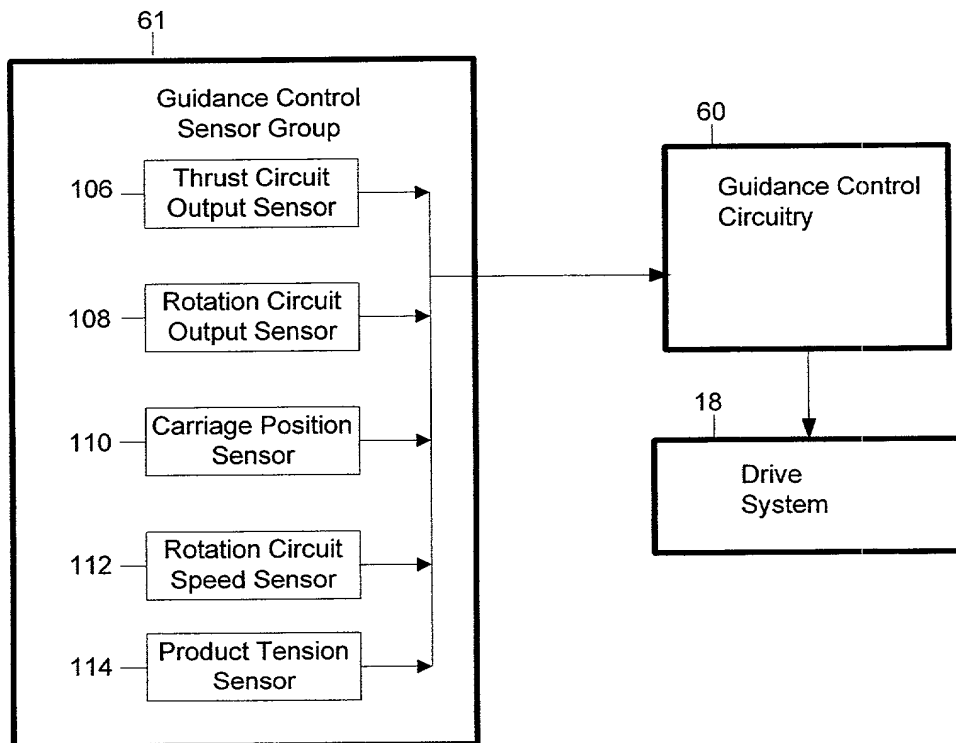 61
Guidance Control
Sensor Group
106
Thrust Circuit
Output Sensor
108
Rotation Circuit
Output Sensor
110
Carriage Position
Sensor
112
Rotation Circuit
Speed Sensor
114
Product Tension
Sensor
60
Guidance Control
Circuitry
18
Drive
System